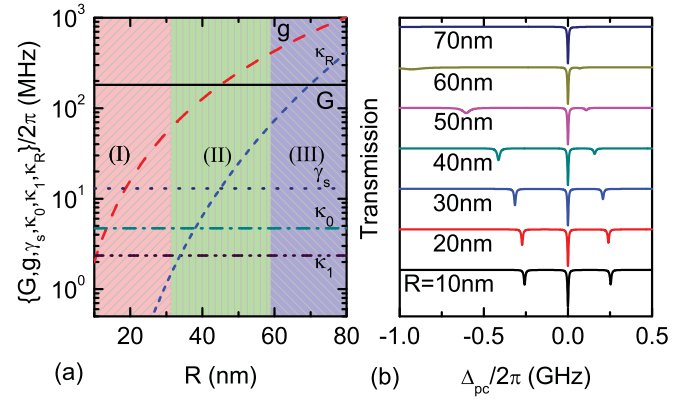 {G,g,γs,κ0,κ1,κR}/2π (MHz)
10³
10²
10¹
10⁰
g
κR
G
(I)
(II)
(III)
γs
κ0
κ1
20
40
60
80
R (nm)
(a)
Transmission
70nm
60nm
50nm
40nm
30nm
20nm
R=10nm
-1.0
-0.5
0.0
0.5
Δpc/2π (GHz)
(b)